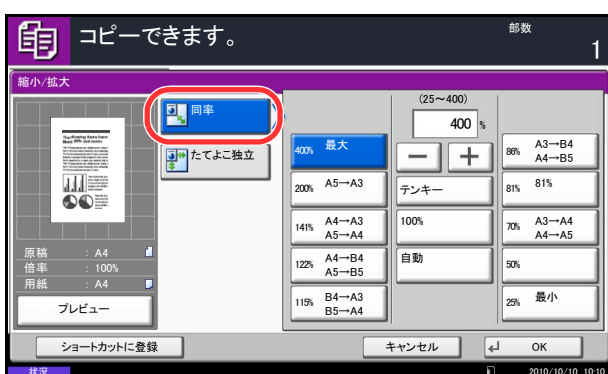 コピーできます。
部数
1
縮小/拡大
原稿 : A4
倍率 : 100%
用紙 : A4
プレビュー
同率
たてよこ独立
400% 最大
200% A5→A3
141% A4→A3
A5→A4
122% A4→B4
A5→B5
115% B4→A3
B5→A4
(25～400)
400 %
− +
テンキー
100%
自動
86% A3→B4
A4→B5
81% 81%
70% A3→A4
A4→A5
50%
25% 最小
ショートカットに登録
キャンセル
OK
状況
2010/10/10 10:10